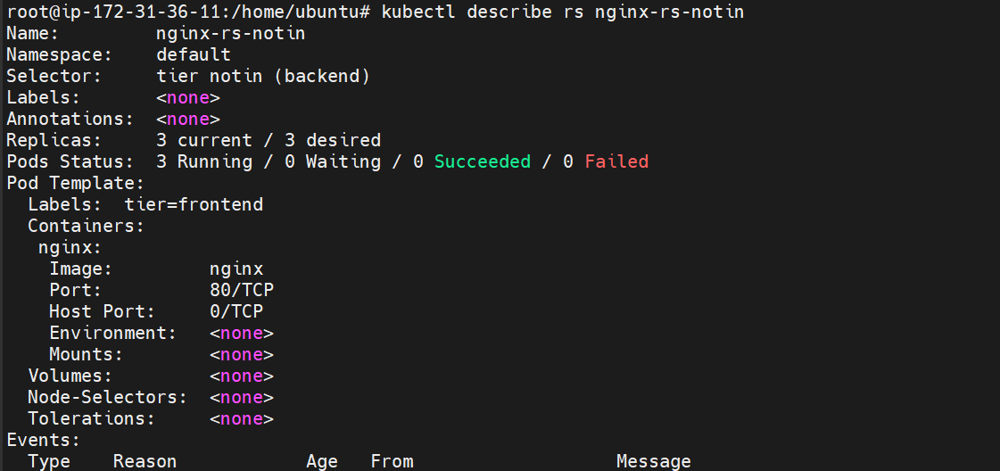 root@ip-172-31-36-11:/home/ubuntu# kubectl describe rs nginx-rs-notin
Name:         nginx-rs-notin
Namespace:    default
Selector:     tier notin (backend)
Labels:       <none>
Annotations:  <none>
Replicas:     3 current / 3 desired
Pods Status:  3 Running / 0 Waiting / 0 Succeeded / 0 Failed
Pod Template:
  Labels:  tier=frontend
  Containers:
   nginx:
    Image:         nginx
    Port:          80/TCP
    Host Port:     0/TCP
    Environment:   <none>
    Mounts:        <none>
  Volumes:         <none>
  Node-Selectors:  <none>
  Tolerations:     <none>
Events:
  Type    Reason            Age   From                   Message